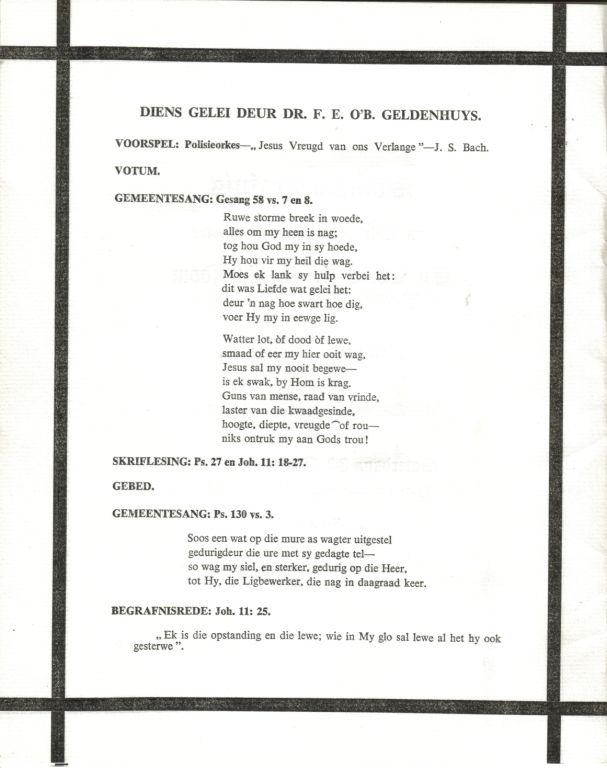 DIENS GELEI DEUR DR. F. E. O'B. GELDENHUYS.
VOORSPEL: Polisieorkes—„Jesus Vreugd van ons Verlange”—J. S. Bach.
VOTUM.
GEMEENTESANG: Gesang 58 vs. 7 en 8.
Ruwe storme breek in woede,
alles om my heen is nag;
tog hou God my in sy hoede,
Hy hou vir my heil die wag.
Moes ek lank sy hulp verbei het:
dit was Liefde wat gelei het:
deur 'n nag hoe swart hoe dig,
voer Hy my in eewge lig.
Watter lot, òf dood òf lewe,
smaad of eer my hier ooit wag,
Jesus sal my nooit begewe—
is ek swak, by Hom is krag.
Guns van mense, raad van vrinde,
laster van die kwaadgesinde,
hoogte, diepte, vreugde of rou—
niks ontruk my aan Gods trou!
SKRIFLESING: Ps. 27 en Joh. 11: 18-27.
GEBED.
GEMEENTESANG: Ps. 130 vs. 3.
Soos een wat op die mure as wagter uitgestel
gedurigdeur die ure met sy gedagte tel—
so wag my siel, en sterker, gedurig op die Heer,
tot Hy, die Ligbewerker, die nag in daagraad keer.
BEGRAFNISREDE: Joh. 11: 25.
„Ek is die opstanding en die lewe; wie in My glo sal lewe al het hy ook
gesterwe”.